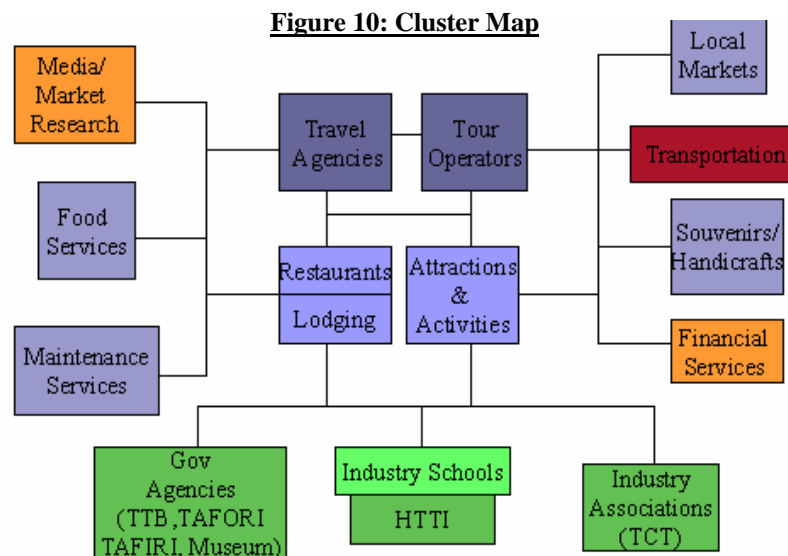 Figure 10: Cluster Map
Media/
Market
Research
Travel
Agencies
Tour
Operators
Local
Markets
Transportation
Food
Services
Restaurants
Lodging
Attractions
&
Activities
Souvenirs/
Handicrafts
Maintenance
Services
Financial
Services
Gov
Agencies
(TTB ,TAFORI
TAFIRI, Museum)
Industry Schools
HTTI
Industry
Associations
(TCT)